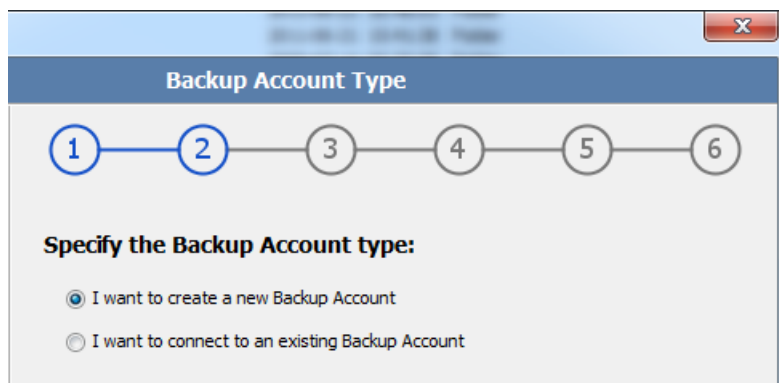 Backup Account Type
1 2 3 4 5 6
Specify the Backup Account type:
I want to create a new Backup Account
I want to connect to an existing Backup Account